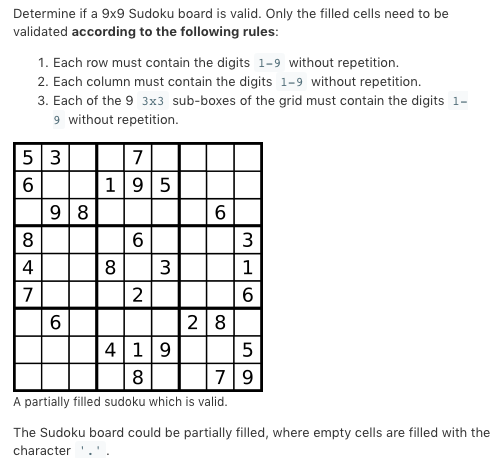 Determine if a 9x9 Sudoku board is valid. Only the filled cells need to be
validated according to the following rules:
1. Each row must contain the digits 1-9 without repetition.
2. Each column must contain the digits 1-9 without repetition.
3. Each of the 9 3x3 sub-boxes of the grid must contain the digits 1-
9 without repetition.
5 3 7
6 1 9 5
9 8 6
8 6 3
4 8 3 1
7 2 6
6 2 8
4 1 9 5
8 7 9
A partially filled sudoku which is valid.
The Sudoku board could be partially filled, where empty cells are filled with the
character '.'.